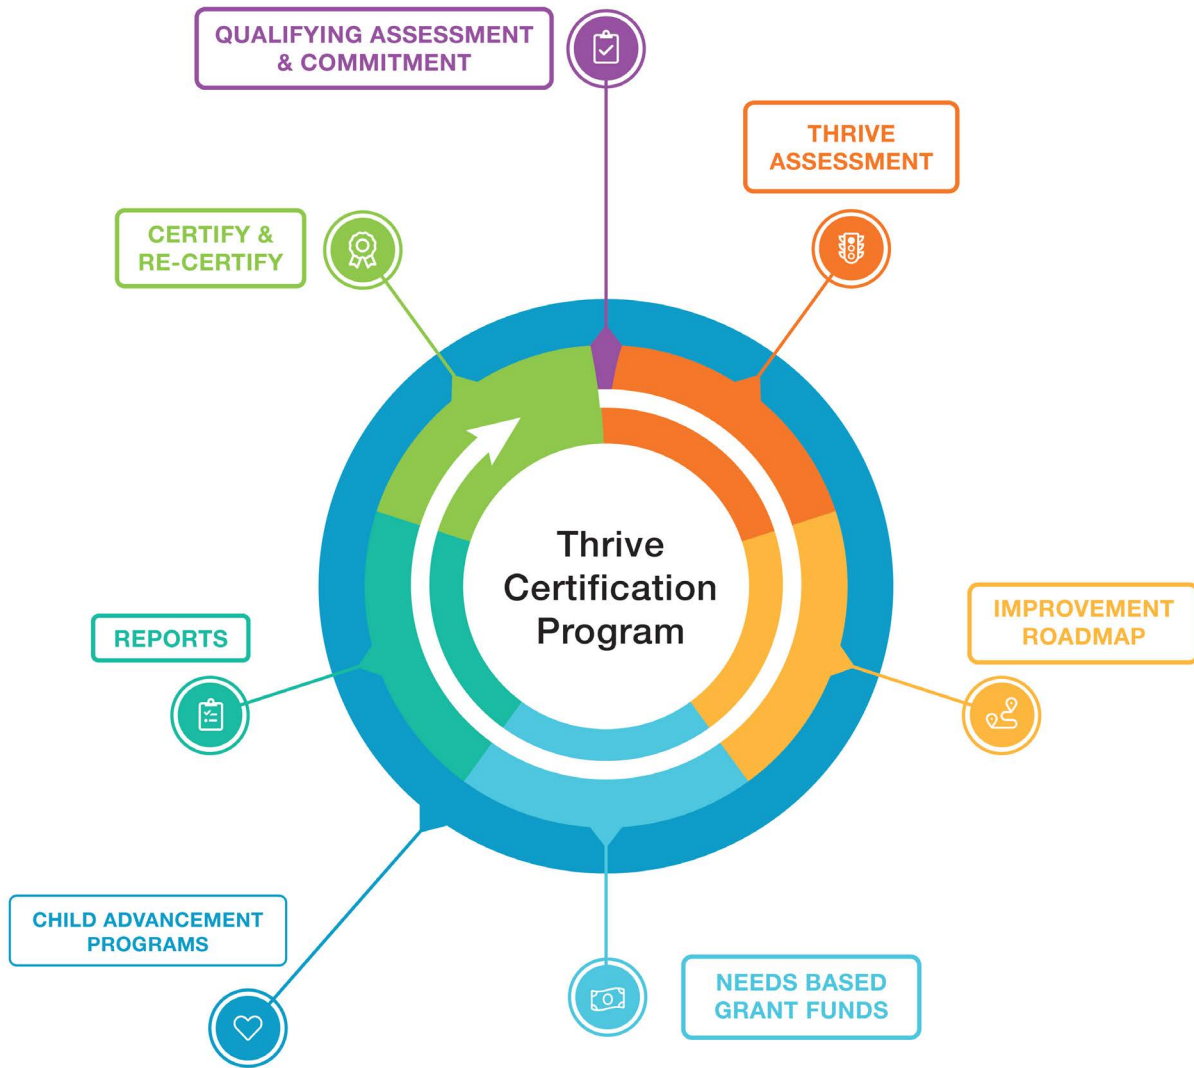 QUALIFYING ASSESSMENT
& COMMITMENT
THRIVE
ASSESSMENT
CERTIFY &
RE-CERTIFY
Thrive
Certification
Program
IMPROVEMENT
ROADMAP
REPORTS
CHILD ADVANCEMENT
PROGRAMS
NEEDS BASED
GRANT FUNDS